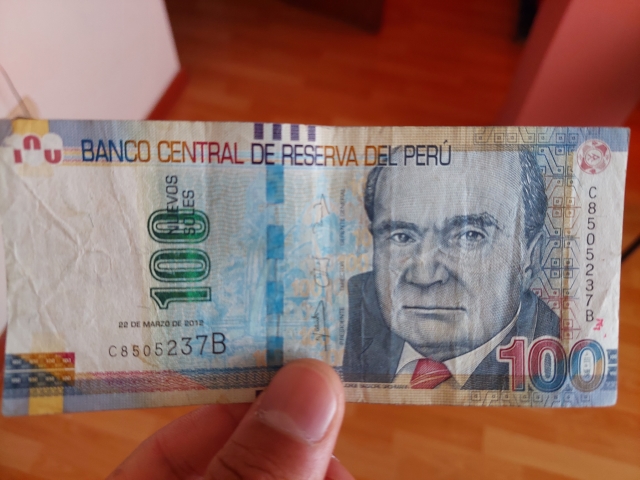 BANCO CENTRAL DE RESERVA DEL PERÚ
100
NUEVOS
SOLES
22 DE MARZO DE 2012
C8505237B
C8505237B
100